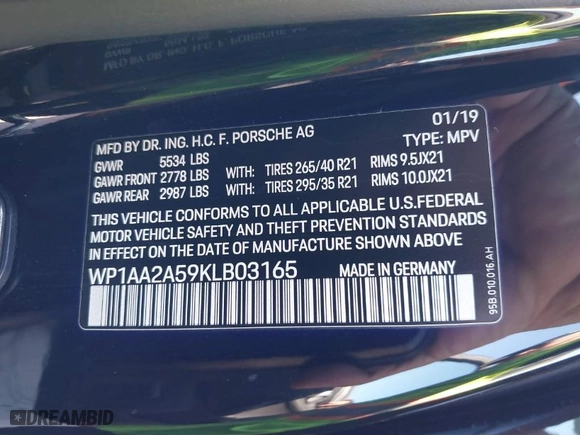 MFD BY DR. ING. H.C. F. PORSCHE AG 01/19
GVWR 5534 LBS TYPE: MPV
GAWR FRONT 2778 LBS WITH: TIRES 265/40 R21 RIMS 9.5JX21
GAWR REAR 2987 LBS WITH: TIRES 295/35 R21 RIMS 10.0JX21
THIS VEHICLE CONFORMS TO ALL APPLICABLE U.S.FEDERAL
MOTOR VEHICLE SAFETY AND THEFT PREVENTION STANDARDS
IN EFFECT ON THE DATE OF MANUFACTURE SHOWN ABOVE
WP1AA2A59KLB03165 MADE IN GERMANY
95B.010.016.AH
DREAMBID